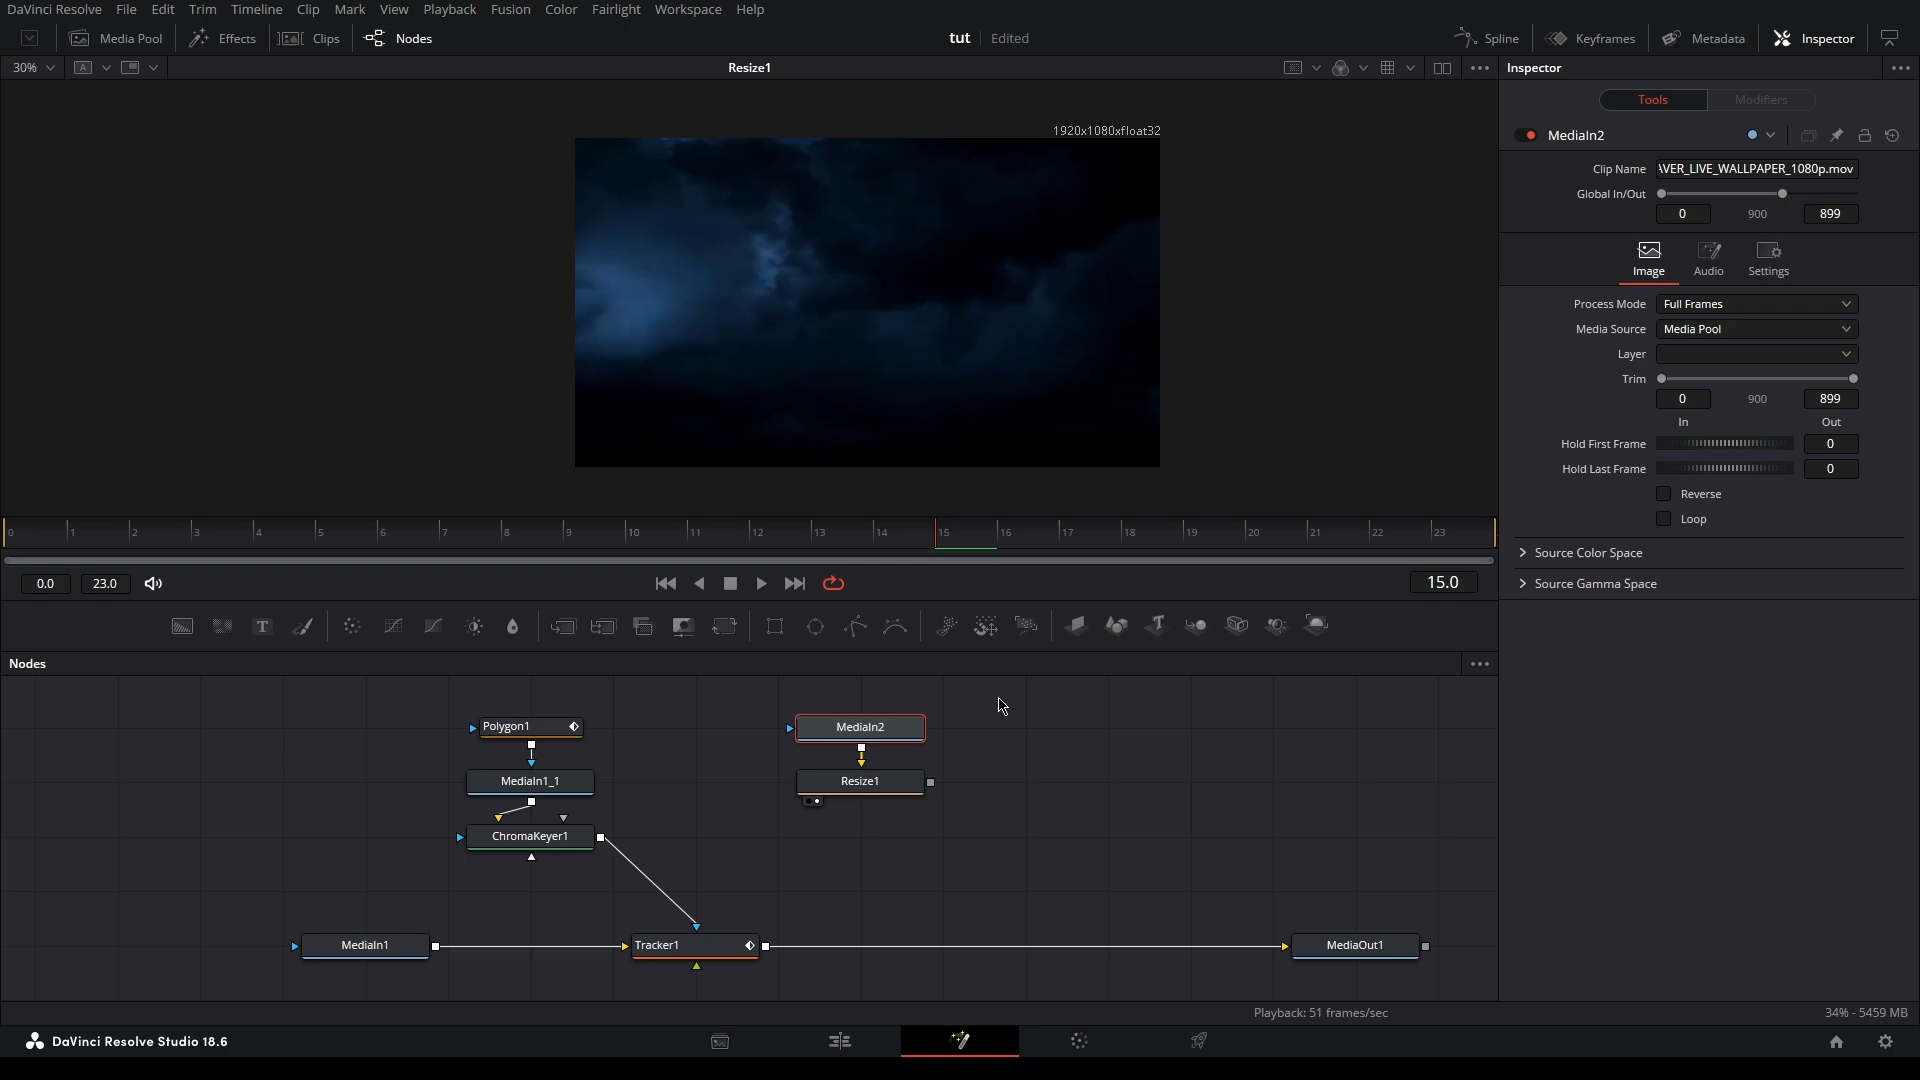 DaVinci Resolve File Edit Trim Timeline Clip Mark View Playback Fusion Color Fairlight Workspace Help
Media Pool Effects Clips Nodes tut Edited Spline Keyframes Metadata Inspector
30% A Resize1 Inspector
Tools Modifiers
1920x1080xfloat32
MediaIn2
Clip Name AVER_LIVE_WALLPAPER_1080p.mov
Global In/Out
0 900 899
Image Audio Settings
Process Mode Full Frames
Media Source Media Pool
Layer
Trim
0 900 899
In Out
Hold First Frame 0
Hold Last Frame 0
Reverse
Loop
Source Color Space
Source Gamma Space
0 1 2 3 4 5 6 7 8 9 10 11 12 13 14 15 16 17 18 19 20 21 22 23
0.0 23.0 15.0
T
Nodes
Polygon1 MediaIn2
MediaIn1_1 Resize1
ChromaKeyer1
MediaIn1 Tracker1 MediaOut1
Playback: 51 frames/sec 34% - 5459 MB
DaVinci Resolve Studio 18.6